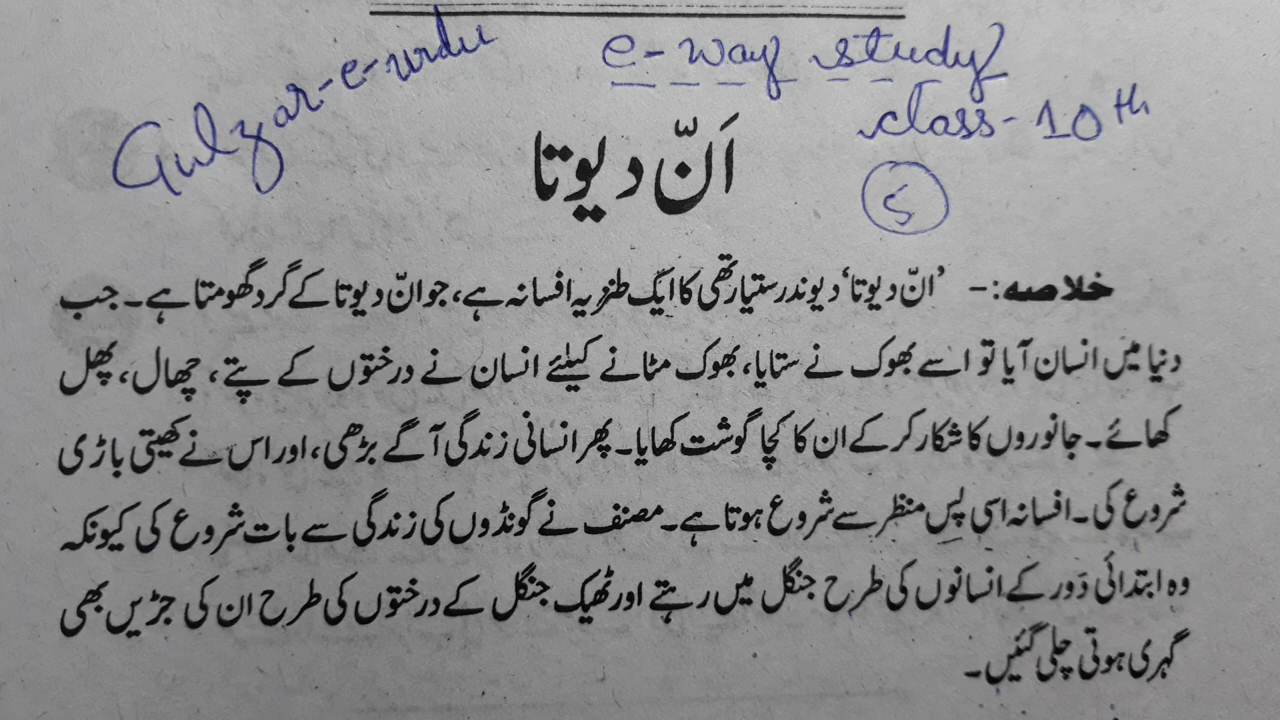 Gulzar-e-urdu
e-way study
class-10th
اَنّ دیوتا
5
خلاصہ:- 'انّ دیوتا' دیوندر ستیارتھی کا ایک طنزیہ افسانہ ہے، جو انّ دیوتا کے گرد گھومتا ہے۔ جب
دنیا میں انسان آیا تو اسے بھوک نے ستایا، بھوک مٹانے کیلئے انسان نے درختوں کے پتے، چھال، پھل
کھائے۔ جانوروں کا شکار کر کے ان کا کچا گوشت کھایا۔ پھر انسانی زندگی آگے بڑھی، اور اس نے کھیتی باڑی
شروع کی۔ افسانہ اسی پس منظر سے شروع ہوتا ہے۔ مصنف نے گونڈوں کی زندگی سے بات شروع کی کیونکہ
وہ ابتدائی دَور کے انسانوں کی طرح جنگل میں رہتے اور ٹھیک جنگل کے درختوں کی طرح ان کی جڑیں بھی
گہری ہوتی چلی گئیں۔